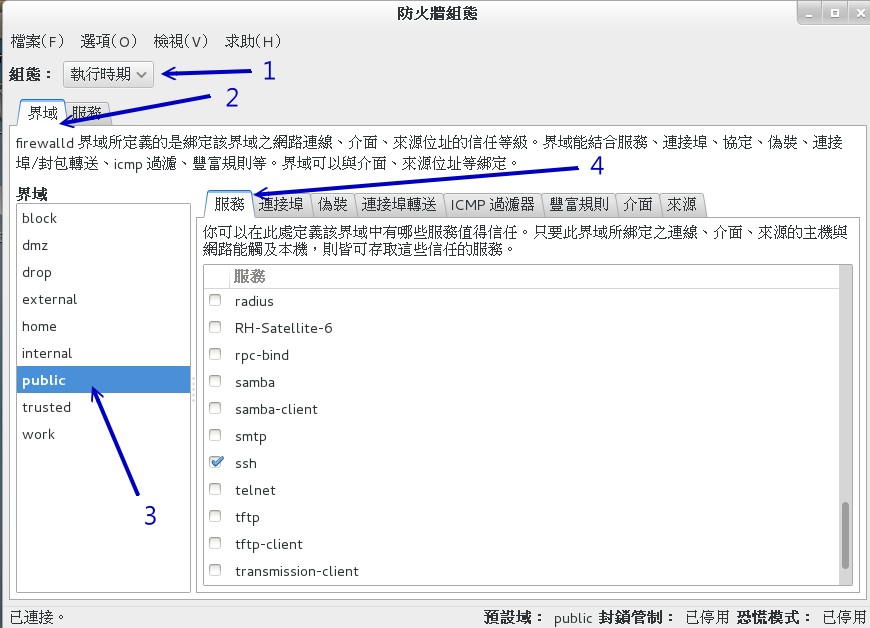 防火牆組態
檔案(F) 選項(O) 檢視(V) 求助(H)
組態： 執行時期 1
2
界域 服務
firewalld 界域所定義的是綁定該界域之網路連線、介面、來源位址的信任等級。界域能結合服務、連接埠、協定、偽裝、連接
埠/封包轉送、icmp 過濾、豐富規則等。界域可以與介面、來源位址等綁定。
4
界域
服務 連接埠 偽裝 連接埠轉送 ICMP 過濾器 豐富規則 介面 來源
你可以在此處定義該界域中有哪些服務值得信任。只要此界域所綁定之連線、介面、來源的主機與
網路能觸及本機，則皆可存取這些信任的服務。
block
dmz
drop
external
home
internal
public
trusted
work
3
服務
radius
RH-Satellite-6
rpc-bind
samba
samba-client
smtp
ssh
telnet
tftp
tftp-client
transmission-client
已連接。 預設域： public 封鎖管制： 已停用 恐慌模式： 已停用